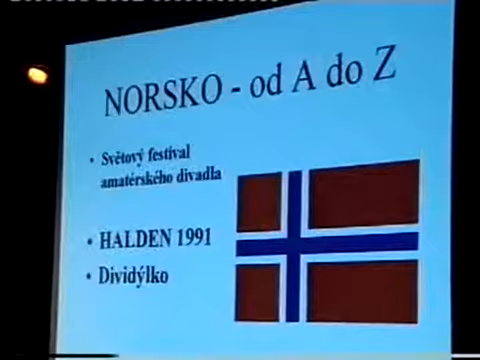 NORSKO - od A do Z
• Světový festival
amatérského divadla
• HALDEN 1991
• Dividýlko